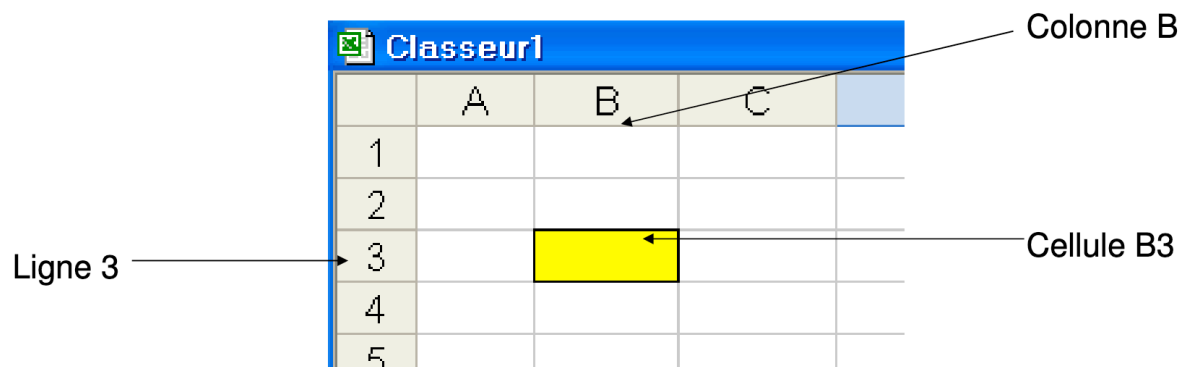 Colonne B
Classeur1
A B C
1
2
3
4
5
Ligne 3
Cellule B3